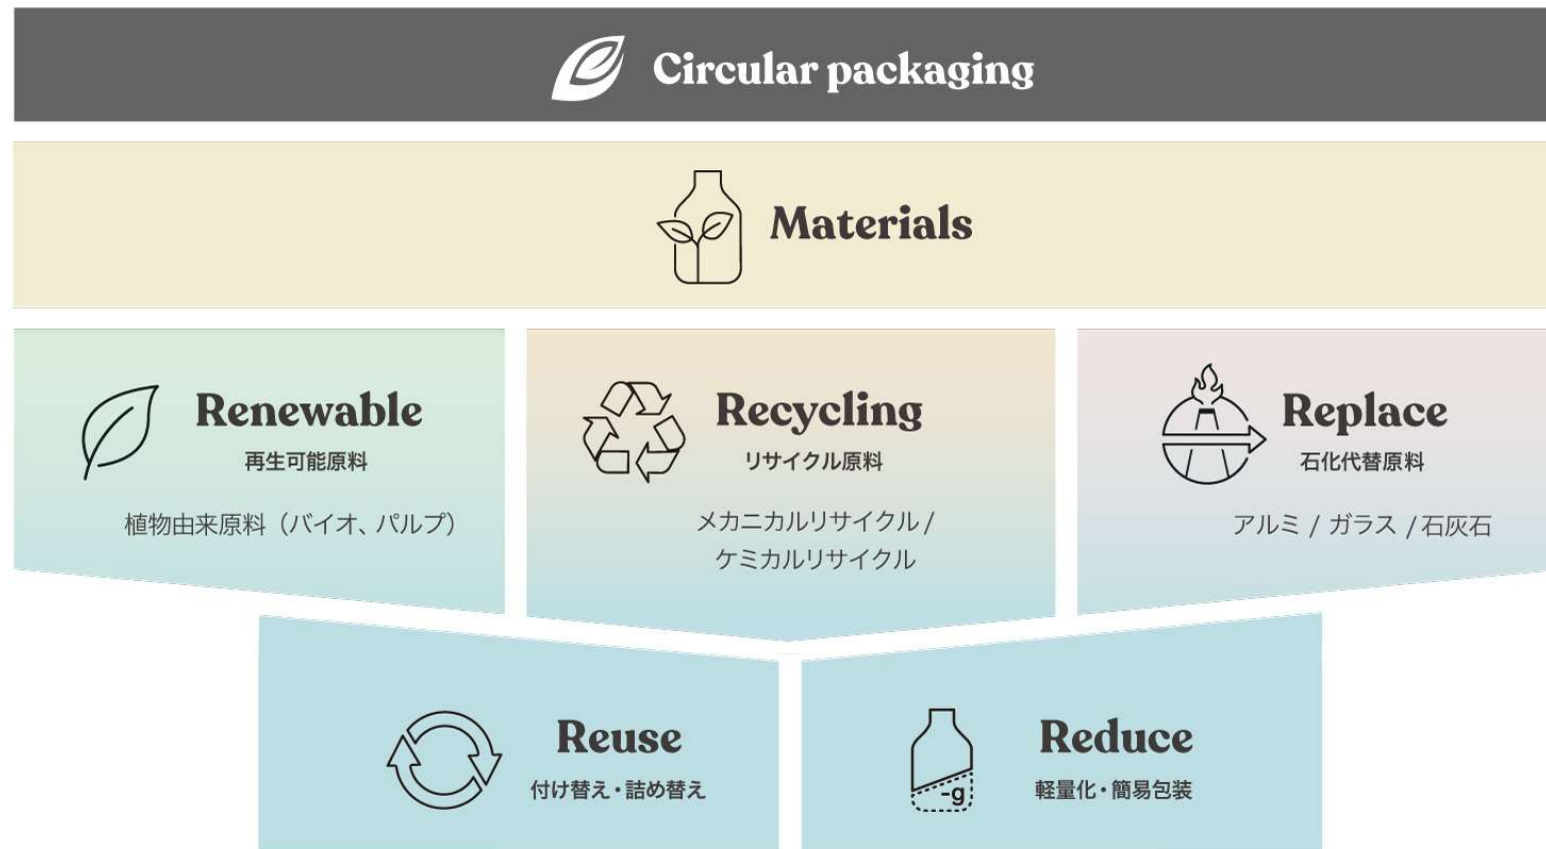 Circular packaging
Materials
Renewable
再生可能原料
植物由来原料（バイオ、パルプ）
Recycling
リサイクル原料
メカニカルリサイクル /
ケミカルリサイクル
Replace
石化代替原料
アルミ / ガラス / 石灰石
Reuse
付け替え・詰め替え
-g
Reduce
軽量化・簡易包装